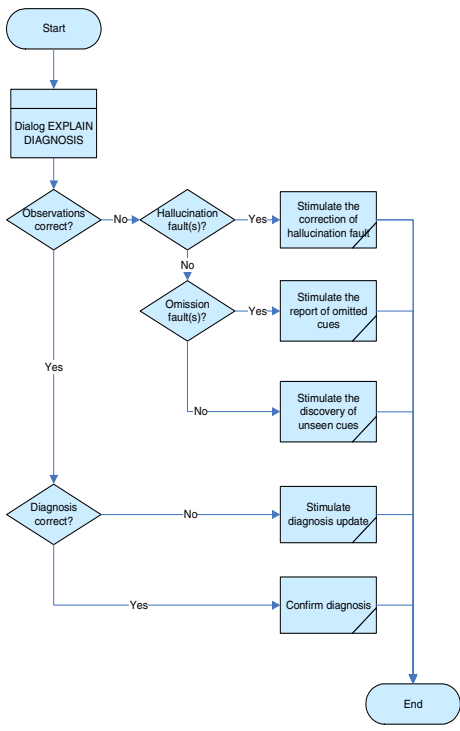 Start
Dialog EXPLAIN
DIAGNOSIS
Observations
correct?
No
Hallucination
fault(s)?
Yes
Stimulate the
correction of
hallucination fault
No
Omission
fault(s)?
Yes
Stimulate the
report of omitted
cues
No
Stimulate the
discovery of
unseen cues
Yes
Diagnosis
correct?
No
Stimulate
diagnosis update
Yes
Confirm diagnosis
End